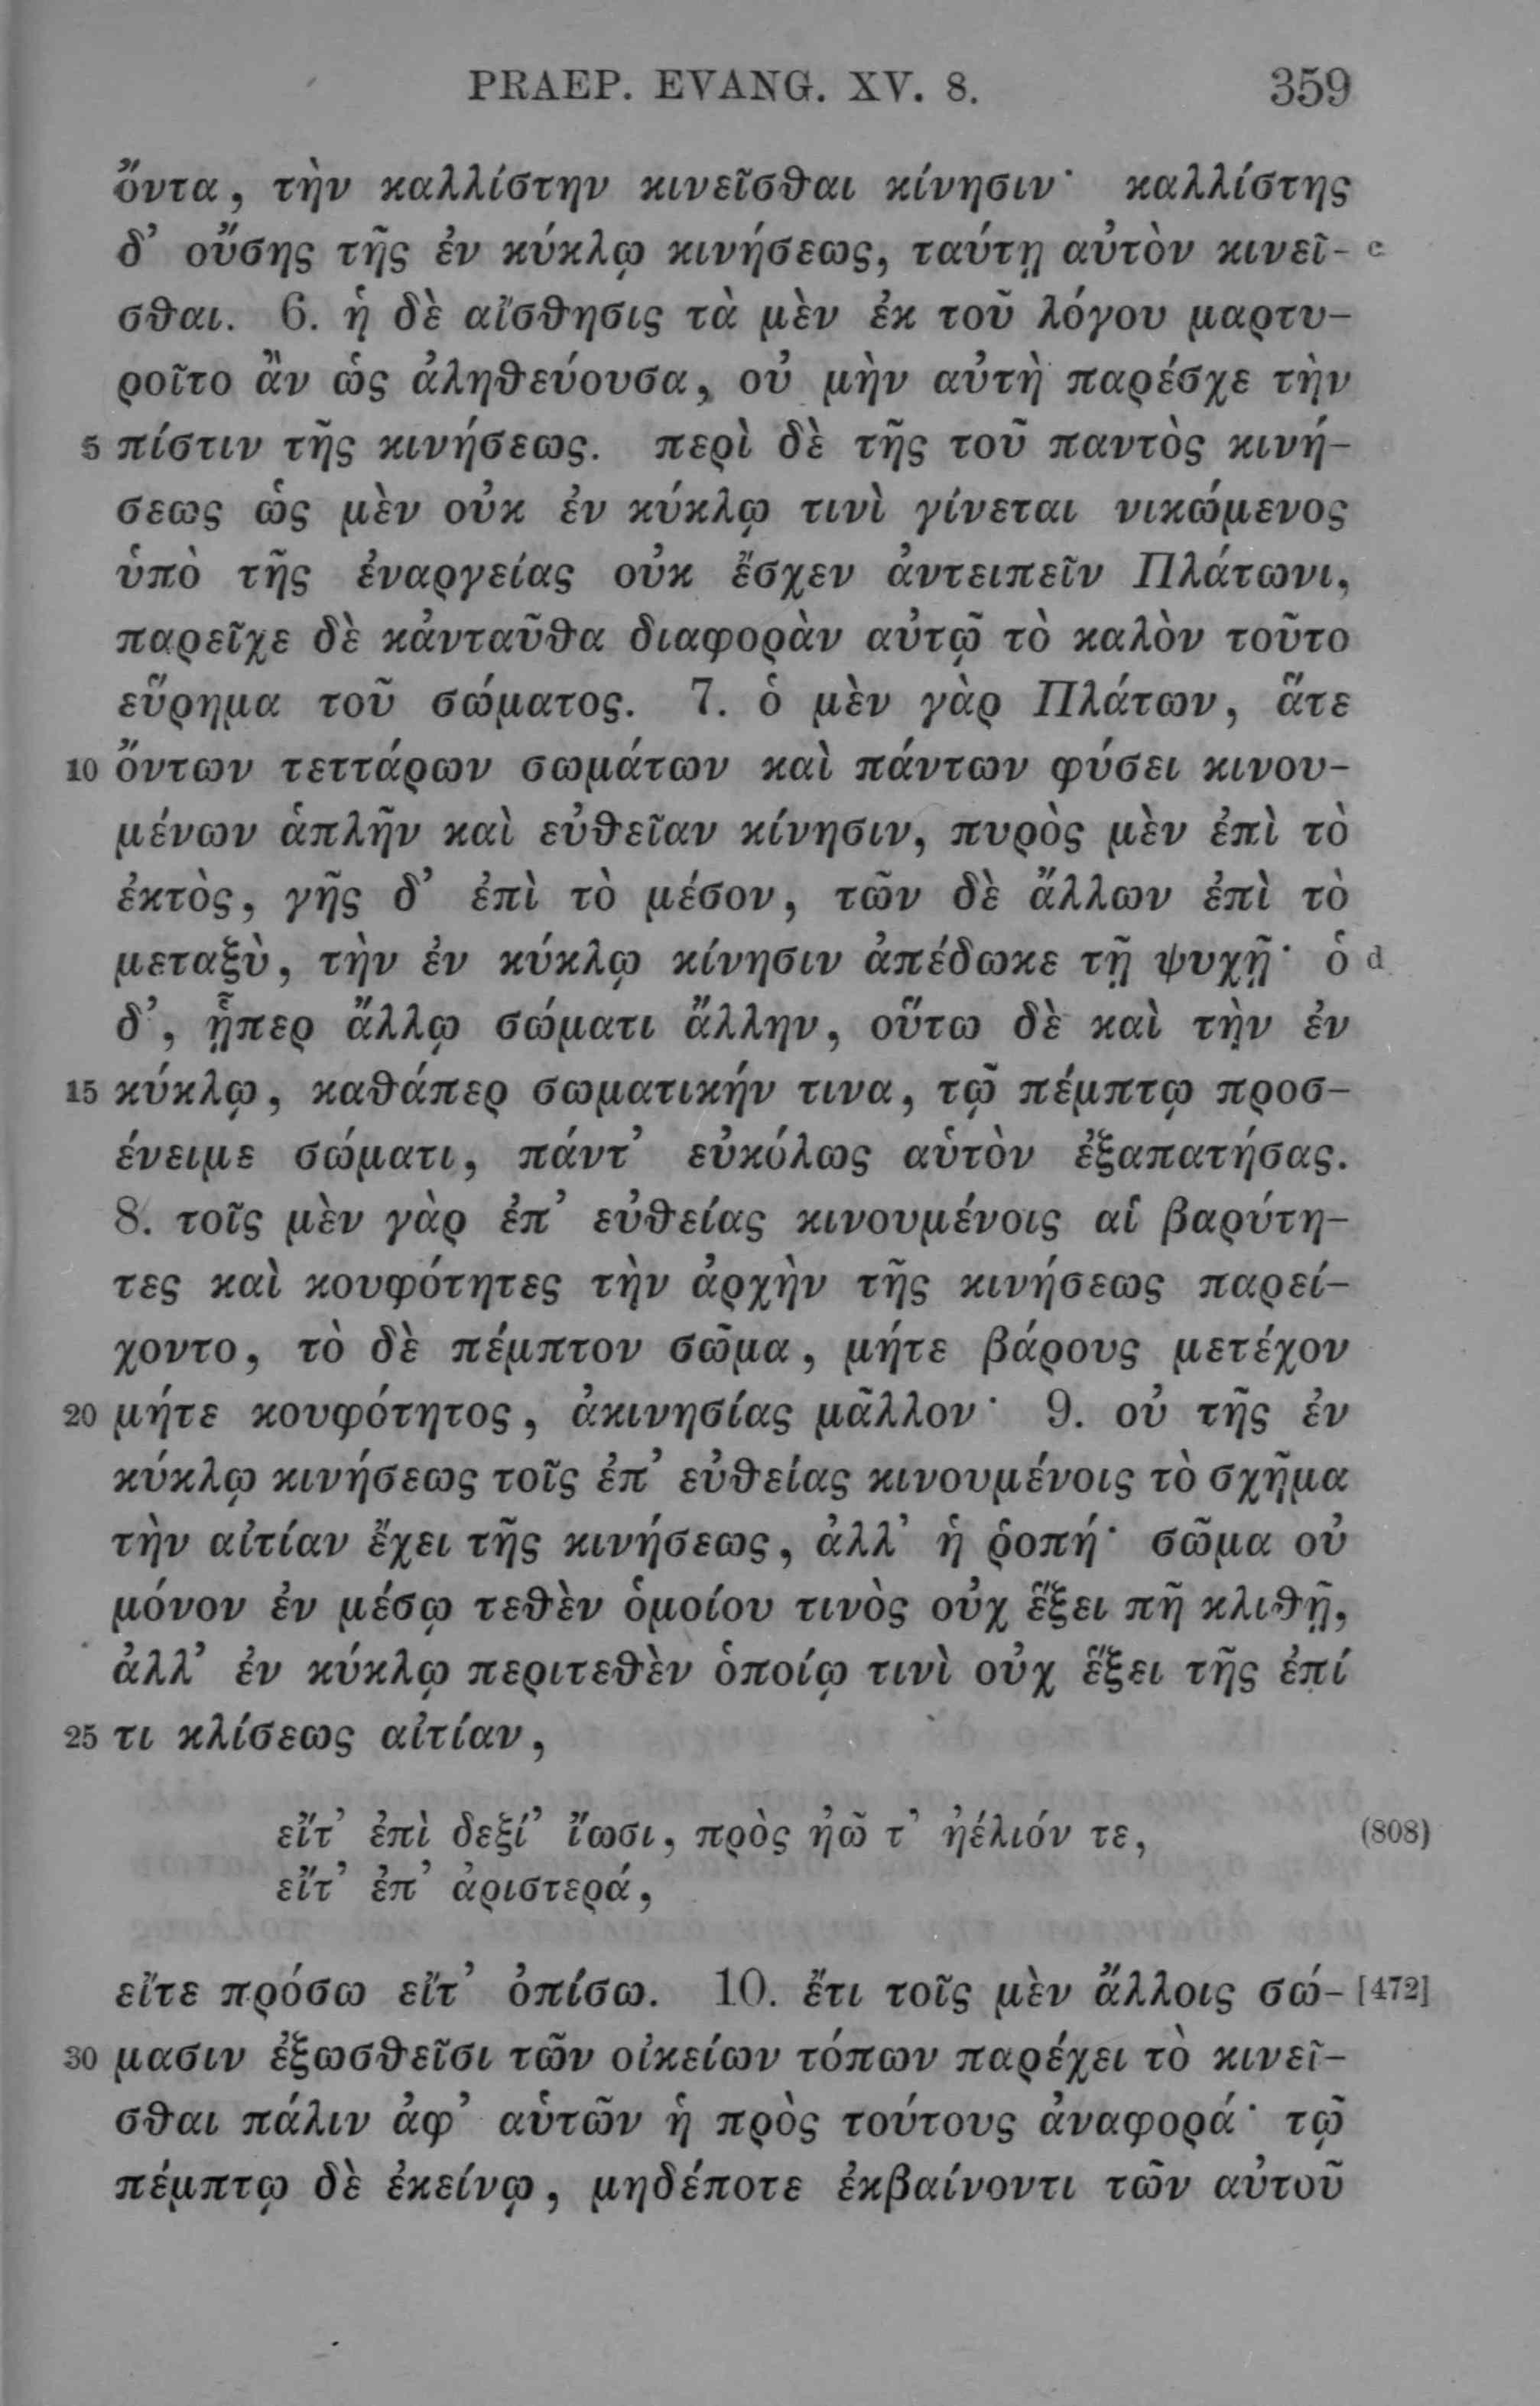 PRAEP. EVANG. XV. 8. 359
ὄντα, τὴν καλλίστην κινεῖσθαι κίνησιν· καλλίστης
δ’ οὔσης τῆς ἐν κύκλῳ κινήσεως, ταύτῃ αὐτὸν κινεῖ- c
σθαι. 6. ἡ δὲ αἴσθησις τὰ μὲν ἐκ τοῦ λόγου μαρτυ-
ροῖτο ἂν ὡς ἀληθεύουσα, οὐ μὴν αὐτὴ παρέσχε τὴν
5 πίστιν τῆς κινήσεως. περὶ δὲ τῆς τοῦ παντὸς κινή-
σεως ὡς μὲν οὐκ ἐν κύκλῳ τινὶ γίνεται νικώμενος
ὑπὸ τῆς ἐναργείας οὐκ ἔσχεν ἀντειπεῖν Πλάτωνι,
παρεῖχε δὲ κἀνταῦθα διαφορὰν αὐτῷ τὸ καλὸν τοῦτο
εὕρημα τοῦ σώματος. 7. ὁ μὲν γὰρ Πλάτων, ἅτε
10 ὄντων τεττάρων σωμάτων καὶ πάντων φύσει κινου-
μένων ἁπλῆν καὶ εὐθεῖαν κίνησιν, πυρὸς μὲν ἐπὶ τὸ
ἐκτὸς, γῆς δ’ ἐπὶ τὸ μέσον, τῶν δὲ ἄλλων ἐπὶ τὸ
μεταξὺ, τὴν ἐν κύκλῳ κίνησιν ἀπέδωκε τῇ ψυχῇ· ὁ d
δ’, ᾗπερ ἄλλῳ σώματι ἄλλην, οὕτω δὲ καὶ τὴν ἐν
15 κύκλῳ, καθάπερ σωματικήν τινα, τῷ πέμπτῳ προσ-
ένειμε σώματι, πάντ’ εὐκόλως αὑτὸν ἐξαπατήσας.
8. τοῖς μὲν γὰρ ἐπ’ εὐθείας κινουμένοις αἱ βαρύτη-
τες καὶ κουφότητες τὴν ἀρχὴν τῆς κινήσεως παρεί-
χοντο, τὸ δὲ πέμπτον σῶμα, μήτε βάρους μετέχον
20 μήτε κουφότητος, ἀκινησίας μᾶλλον· 9. οὐ τῆς ἐν
κύκλῳ κινήσεως τοῖς ἐπ’ εὐθείας κινουμένοις τὸ σχῆμα
τὴν αἰτίαν ἔχει τῆς κινήσεως, ἀλλ’ ἡ ῥοπή· σῶμα οὐ
μόνον ἐν μέσῳ τεθὲν ὁμοίου τινὸς οὐχ ἕξει πῆ κλιθῇ,
ἀλλ’ ἐν κύκλῳ περιτεθὲν ὁποίῳ τινὶ οὐχ ἕξει τῆς ἐπί
25 τι κλίσεως αἰτίαν,
εἴτ’ ἐπὶ δεξί’ ἴωσι, πρὸς ἠῶ τ’ ἠέλιόν τε, (808)
εἴτ’ ἐπ’ ἀριστερά,
εἴτε πρόσω εἴτ’ ὀπίσω. 10. ἔτι τοῖς μὲν ἄλλοις σώ- [472]
30 μασιν ἐξωσθεῖσι τῶν οἰκείων τόπων παρέχει τὸ κινεῖ-
σθαι πάλιν ἀφ’ αὑτῶν ἡ πρὸς τούτους ἀναφορά· τῷ
πέμπτῳ δὲ ἐκείνῳ, μηδέποτε ἐκβαίνοντι τῶν αὐτοῦ